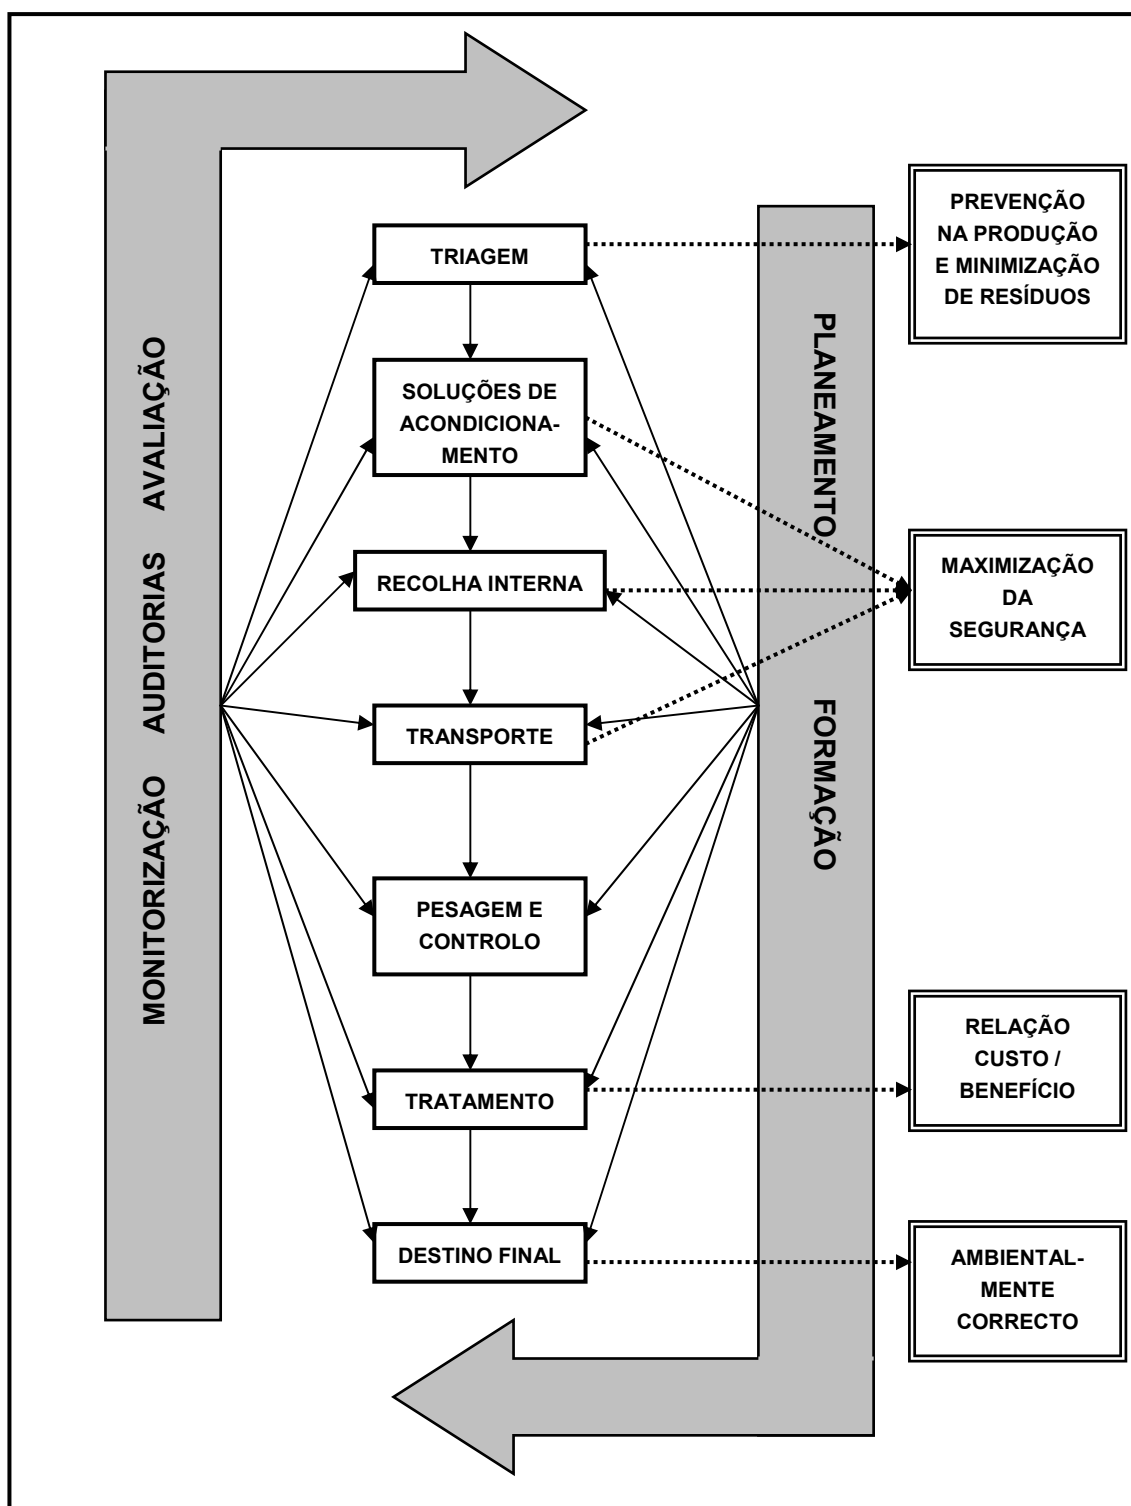 MONITORIZAÇÃO AUDITORIAS AVALIAÇÃO
TRIAGEM
SOLUÇÕES DE
ACONDICIONA-
MENTO
RECOLHA INTERNA
TRANSPORTE
PESAGEM E
CONTROLO
TRATAMENTO
DESTINO FINAL
PLANEAMENTO FORMAÇÃO
PREVENÇÃO
NA PRODUÇÃO
E MINIMIZAÇÃO
DE RESÍDUOS
MAXIMIZAÇÃO
DA
SEGURANÇA
RELAÇÃO
CUSTO /
BENEFÍCIO
AMBIENTAL-
MENTE
CORRECTO